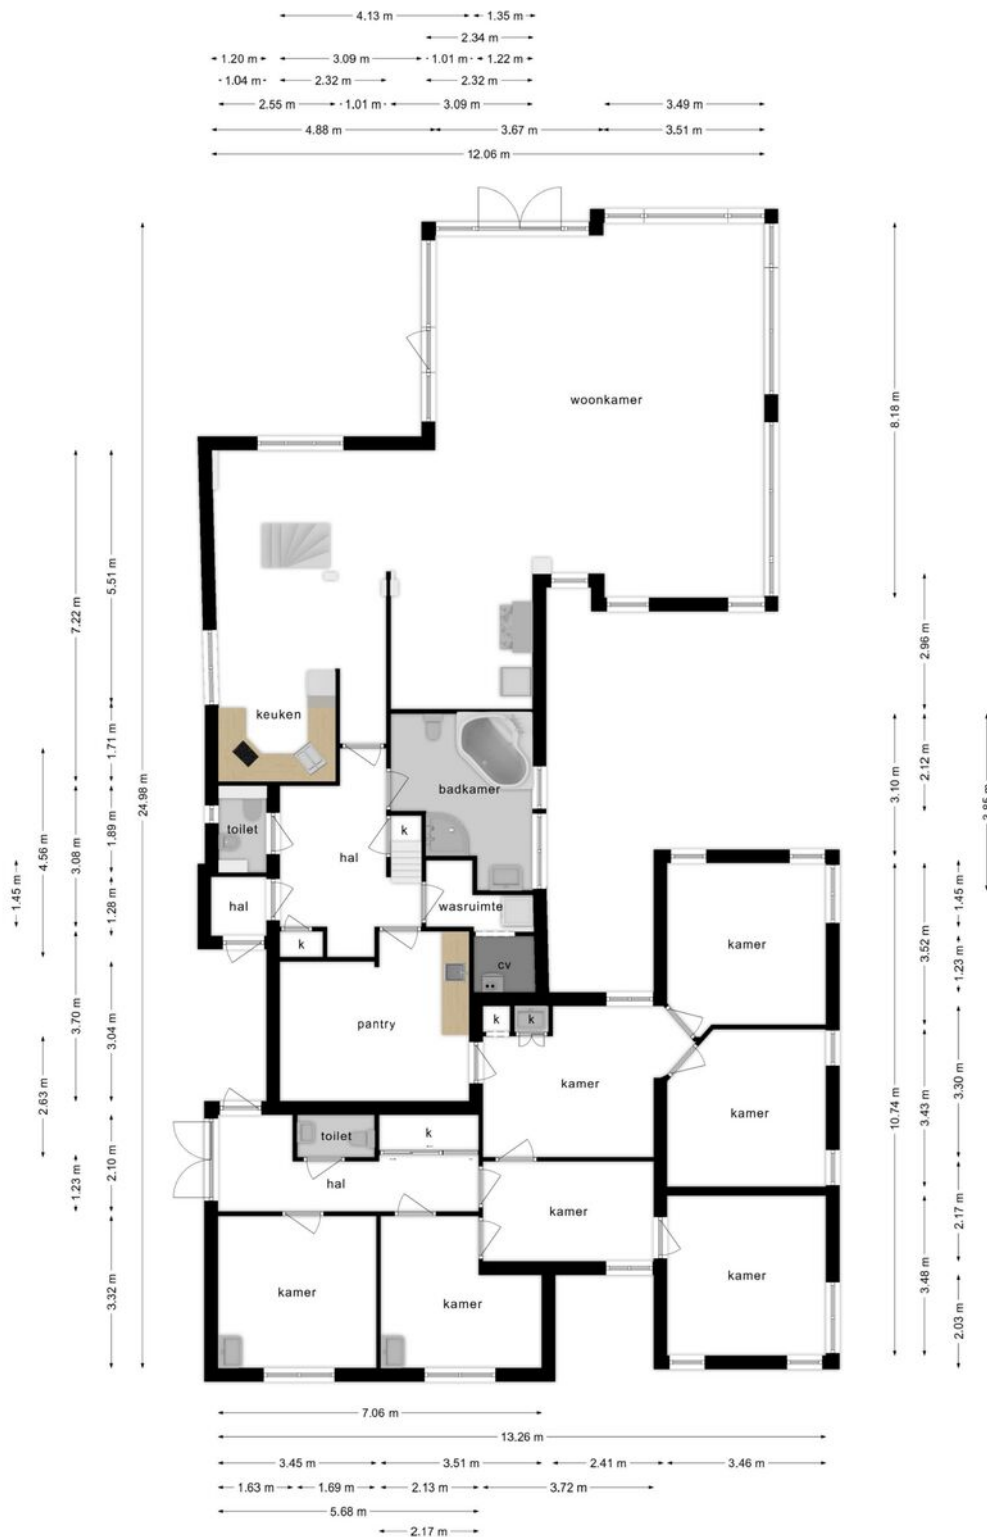 4.13 m 1.35 m
2.34 m
1.20 m 3.09 m 1.01 m 1.22 m
1.04 m 2.32 m 2.32 m
2.55 m 1.01 m 3.09 m 3.49 m
4.88 m 3.67 m 3.51 m
12.06 m
woonkamer
8.18 m
5.51 m
7.22 m
2.96 m
keuken
1.71 m
2.12 m
3.10 m
badkamer
24.98 m
3.85 m
toilet
k
1.89 m
4.56 m
3.08 m
hal
1.45 m
1.28 m
hal
wasruimte
1.45 m
k
kamer
3.52 m
1.23 m
cv
3.70 m
3.04 m
pantry
k
k
2.63 m
kamer
kamer
10.74 m
3.43 m
3.30 m
toilet
k
2.10 m
1.23 m
hal
kamer
2.17 m
kamer
3.48 m
3.32 m
kamer
kamer
2.03 m
7.06 m
13.26 m
3.45 m 3.51 m 2.41 m 3.46 m
1.63 m 1.69 m 2.13 m 3.72 m
5.68 m
2.17 m